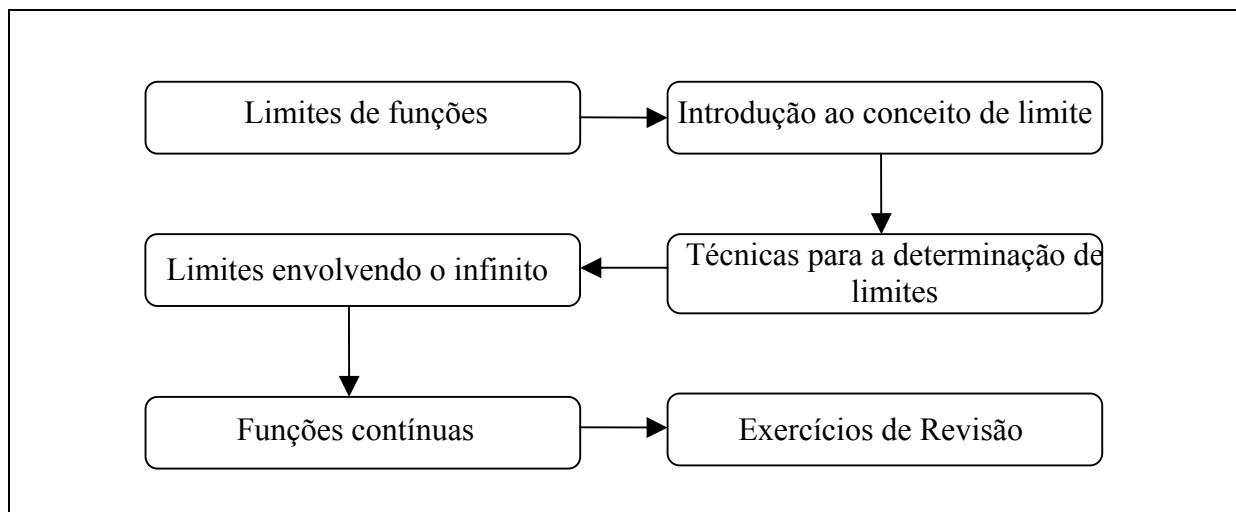 Limites de funções
Introdução ao conceito de limite
Técnicas para a determinação de
limites
Limites envolvendo o infinito
Funções contínuas
Exercícios de Revisão